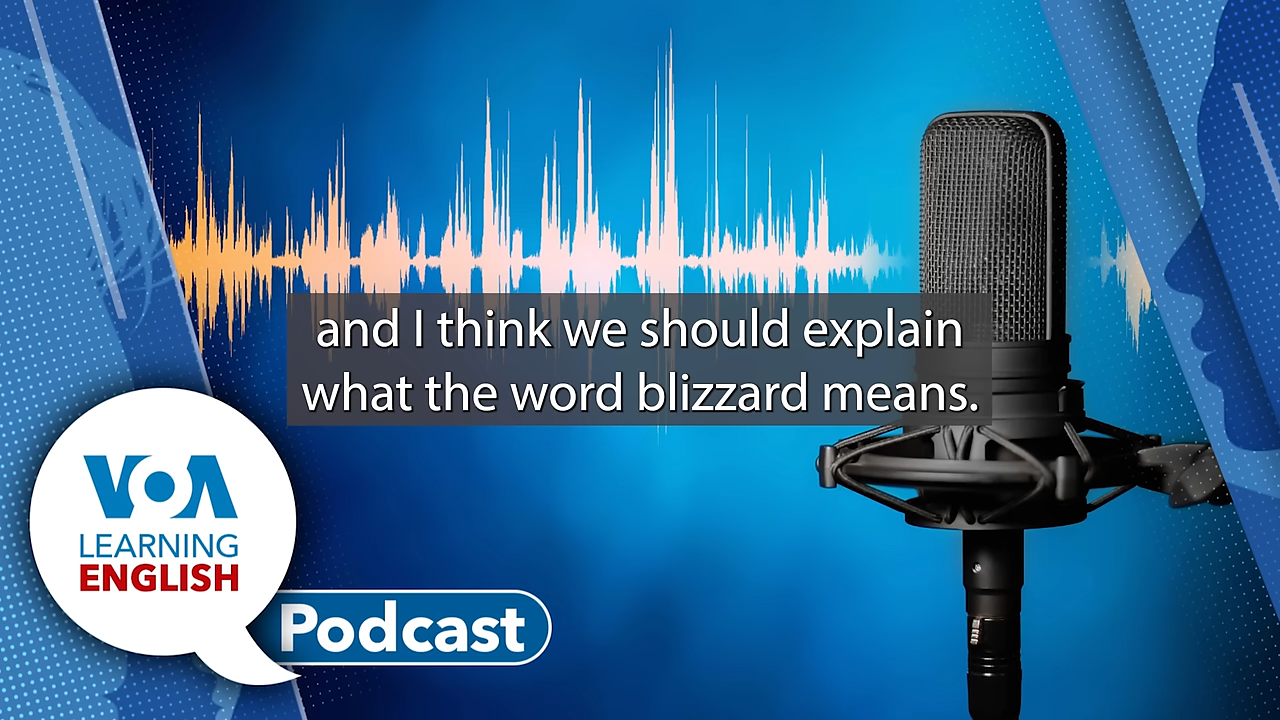 and I think we should explain
what the word blizzard means.
VOA
LEARNING
ENGLISH
Podcast